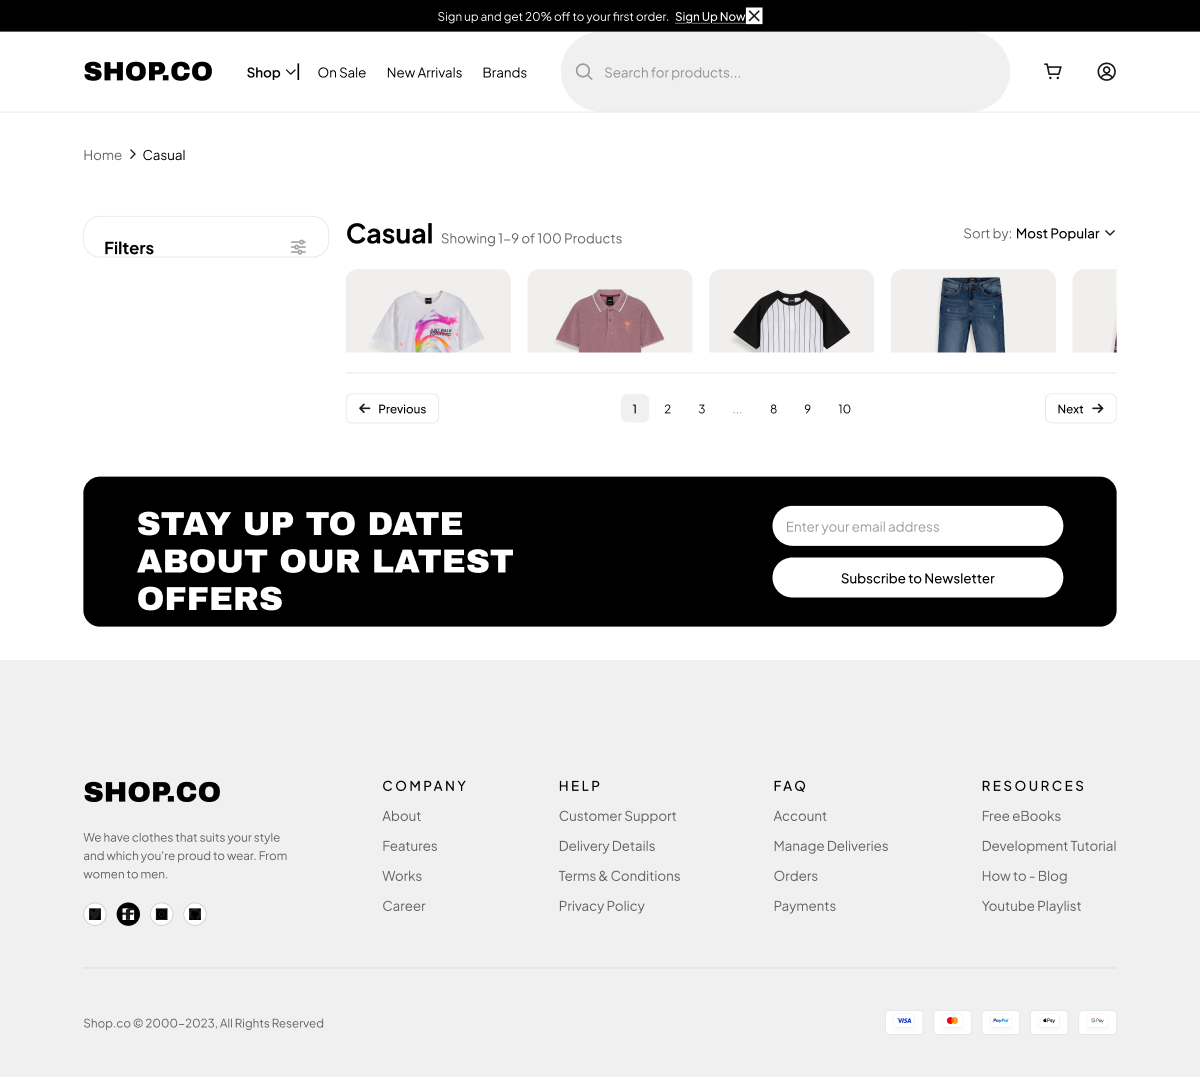 Sign up and get 20% off to your first order. Sign Up Now
SHOP.CO
Shop
On Sale
New Arrivals
Brands
Search for products...
Home
Casual
Filters
Casual Showing 1–9 of 100 Products
Sort by: Most Popular
Previous
1
2
3
...
8
9
10
Next
STAY UP TO DATE
ABOUT OUR LATEST
OFFERS
Enter your email address
Subscribe to Newsletter
SHOP.CO
We have clothes that suits your style
and which you're proud to wear. From
women to men.
COMPANY
About
Features
Works
Career
HELP
Customer Support
Delivery Details
Terms & Conditions
Privacy Policy
FAQ
Account
Manage Deliveries
Orders
Payments
RESOURCES
Free eBooks
Development Tutorial
How to - Blog
Youtube Playlist
Shop.co © 2000–2023, All Rights Reserved
VISA
PayPal
Pay
G Pay